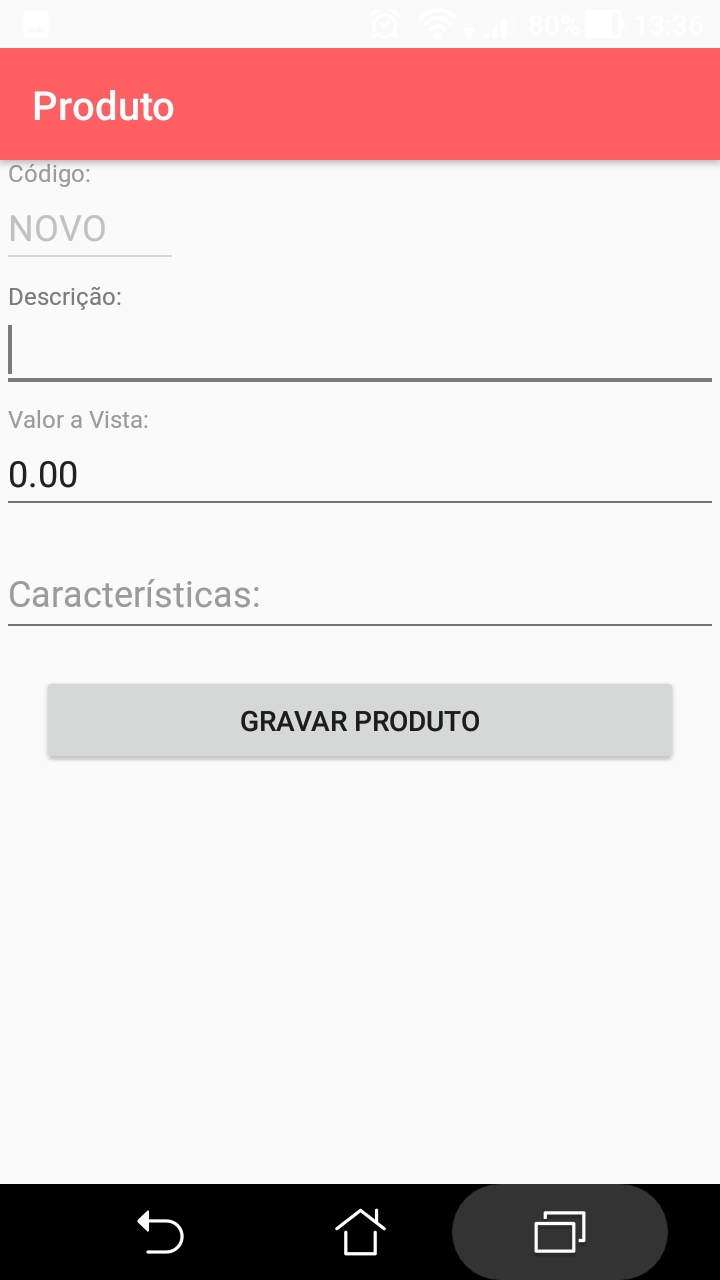 80% 13:36
Produto
Código:
NOVO
Descrição:
Valor a Vista:
0.00
Características:
GRAVAR PRODUTO